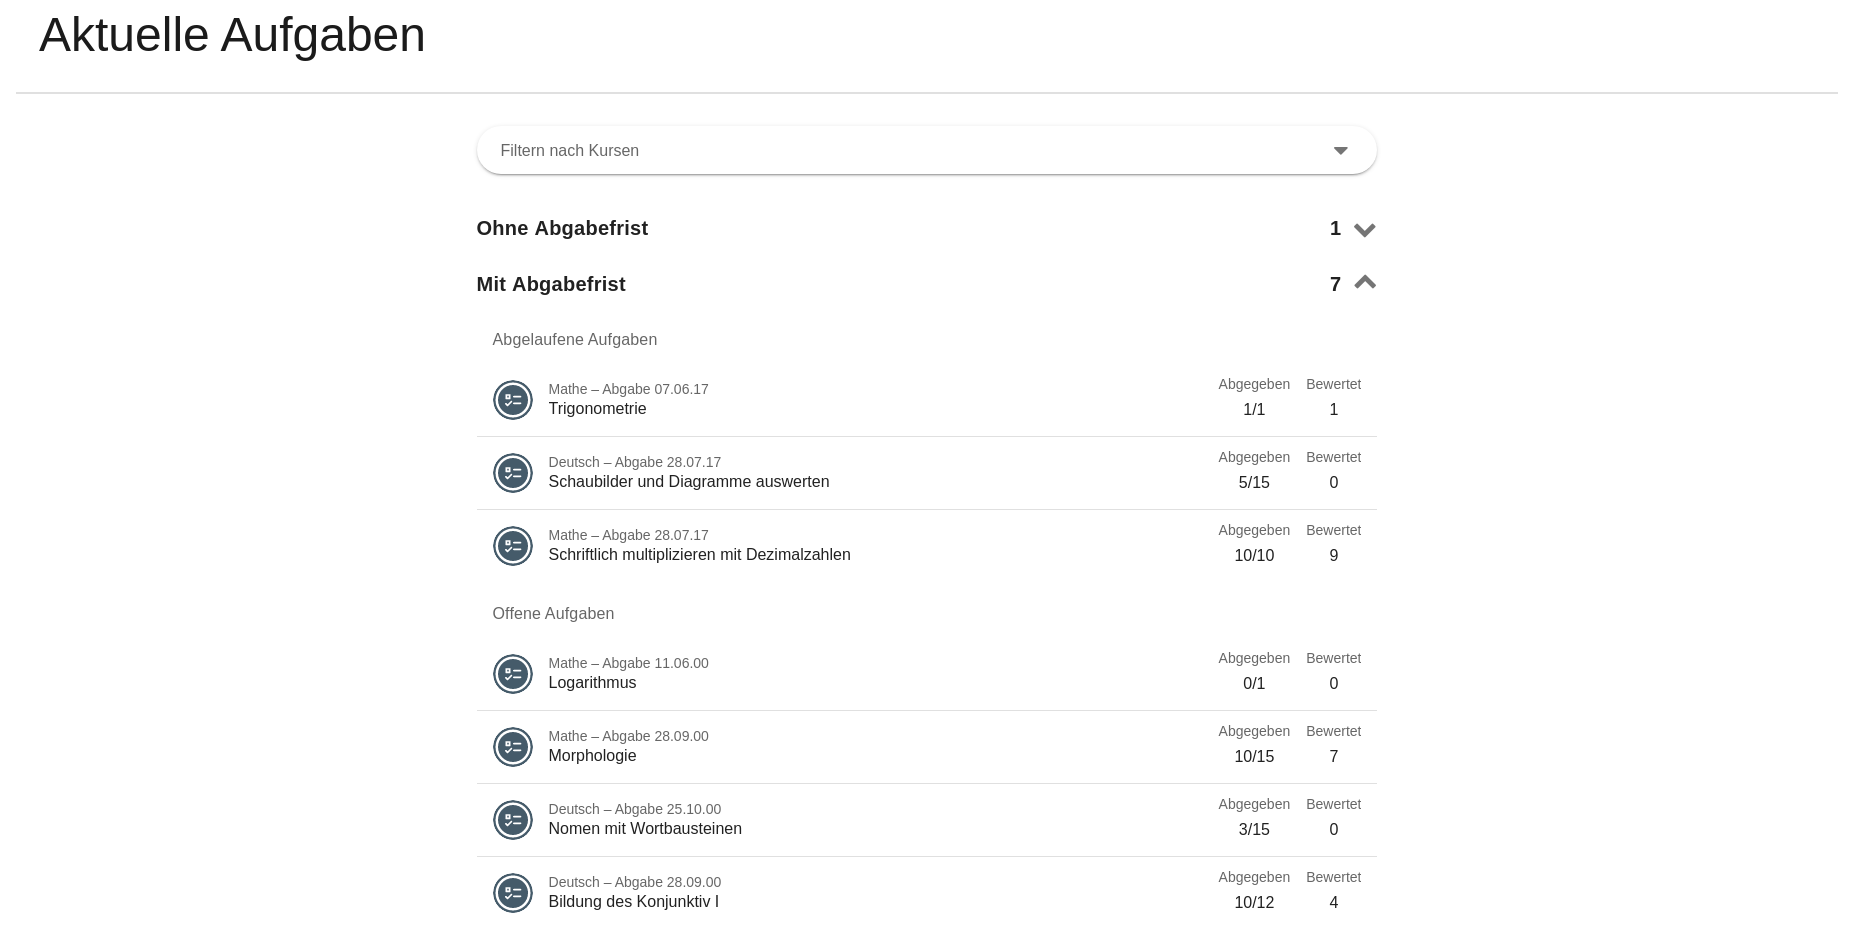 Aktuelle Aufgaben
Filtern nach Kursen
Ohne Abgabefrist 1
Mit Abgabefrist 7
Abgelaufene Aufgaben
Mathe – Abgabe 07.06.17 Abgegeben Bewertet
Trigonometrie 1/1 1
Deutsch – Abgabe 28.07.17 Abgegeben Bewertet
Schaubilder und Diagramme auswerten 5/15 0
Mathe – Abgabe 28.07.17 Abgegeben Bewertet
Schriftlich multiplizieren mit Dezimalzahlen 10/10 9
Offene Aufgaben
Mathe – Abgabe 11.06.00 Abgegeben Bewertet
Logarithmus 0/1 0
Mathe – Abgabe 28.09.00 Abgegeben Bewertet
Morphologie 10/15 7
Deutsch – Abgabe 25.10.00 Abgegeben Bewertet
Nomen mit Wortbausteinen 3/15 0
Deutsch – Abgabe 28.09.00 Abgegeben Bewertet
Bildung des Konjunktiv I 10/12 4